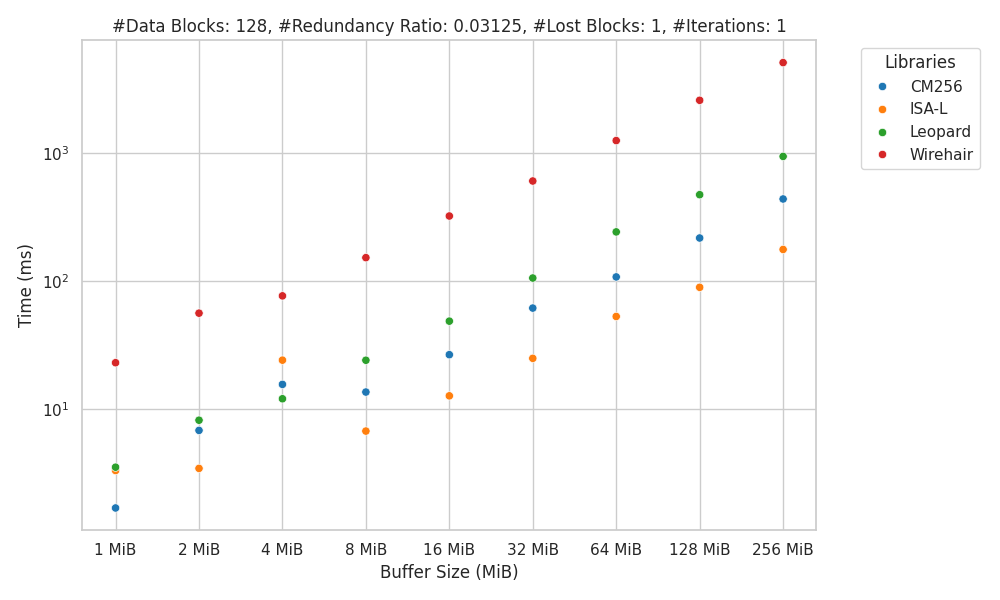 #Data Blocks: 128, #Redundancy Ratio: 0.03125, #Lost Blocks: 1, #Iterations: 1
Libraries
CM256
ISA-L
Leopard
Wirehair
Time (ms)
10³
10²
10¹
1 MiB 2 MiB 4 MiB 8 MiB 16 MiB 32 MiB 64 MiB 128 MiB 256 MiB
Buffer Size (MiB)